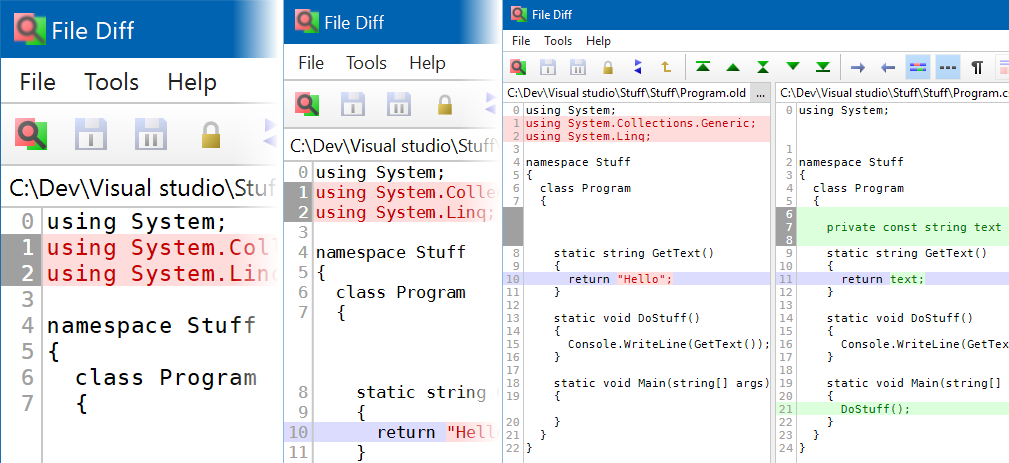 File Diff
File Tools Help
C:\Dev\Visual studio\Stuff
0 using System;
1 using System.Coll
2 using System.Linq
3
4 namespace Stuff
5 {
6 class Program
7 {
File Diff
File Tools Help
C:\Dev\Visual studio\Stuff
0 using System;
1 using System.Colle
2 using System.Linq;
3
4 namespace Stuff
5 {
6 class Program
7 {
8 static string
9 {
10 return "Hell
11 }
File Diff
File Tools Help
C:\Dev\Visual studio\Stuff\Stuff\Program.old ...
0 using System;
1 using System.Collections.Generic;
2 using System.Linq;
3
4 namespace Stuff
5 {
6 class Program
7 {
8 static string GetText()
9 {
10 return "Hello";
11 }
12
13 static void DoStuff()
14 {
15 Console.WriteLine(GetText());
16 }
17
18 static void Main(string[] args)
19 {
20 }
21 }
22 }
C:\Dev\Visual studio\Stuff\Stuff\Program.c
0 using System;
1
2 namespace Stuff
3 {
4 class Program
5 {
6
7 private const string text
8
9 static string GetText()
10 {
11 return text;
12 }
13
14 static void DoStuff()
15 {
16 Console.WriteLine(GetTex
17 }
18
19 static void Main(string[]
20 {
21 DoStuff();
22 }
23 }
24 }